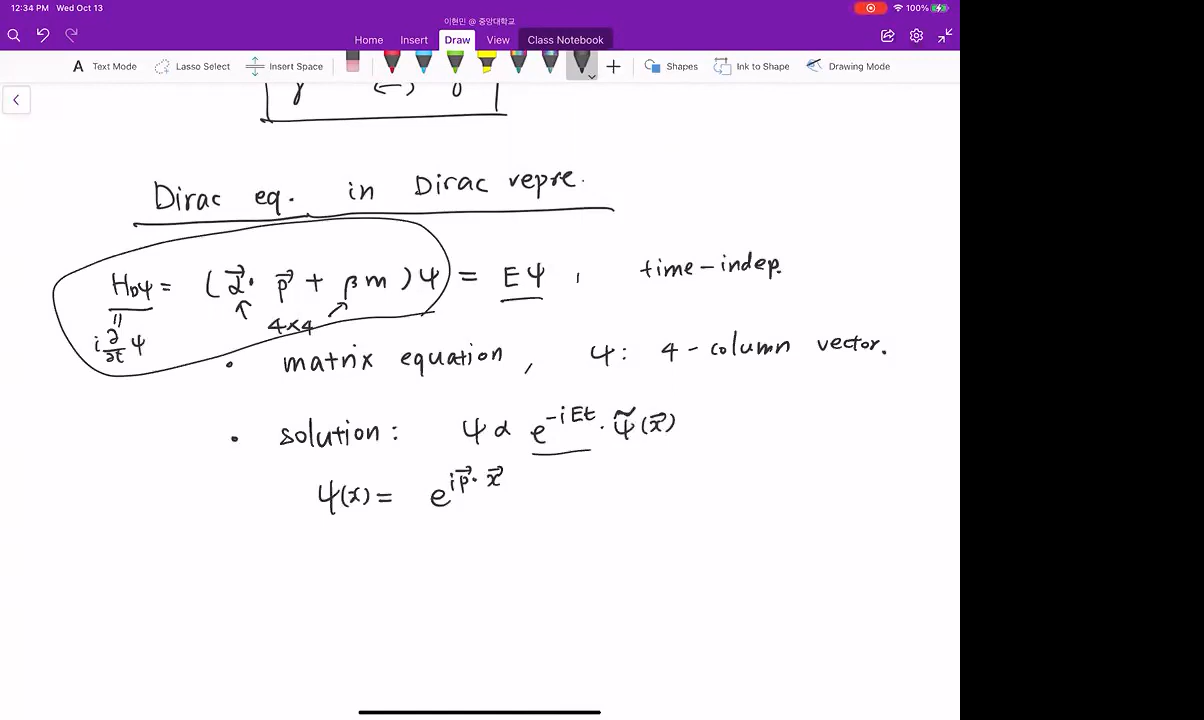 12:34 PM Wed Oct 13
100%
이현민 @ 중앙대학교
Home Insert Draw View Class Notebook
A Text Mode Lasso Select Insert Space Shapes Ink to Shape Drawing Mode
Dirac eq. in Dirac repre.
H_Dψ = (α⃗· p⃗ + βm)ψ = Eψ , time-indep.
4×4
|| i∂/∂t ψ
· matrix equation, ψ: 4-column vector.
· solution: ψ ∝ e^{-iEt} · ψ̃(x⃗)
ψ(x) = e^{ip⃗·x⃗}